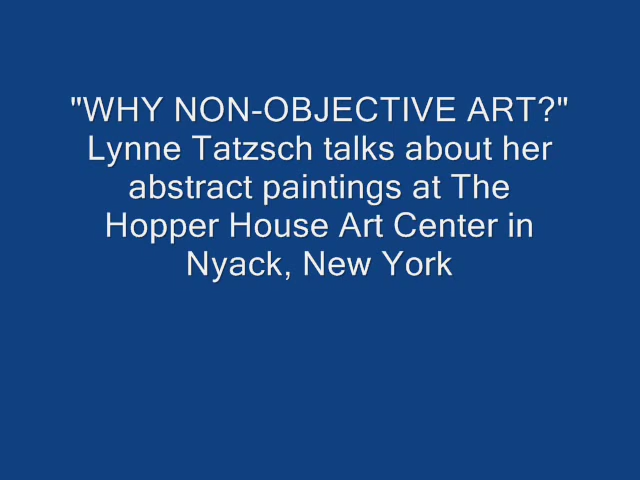 "WHY NON-OBJECTIVE ART?"
Lynne Tatzsch talks about her
abstract paintings at The
Hopper House Art Center in
Nyack, New York